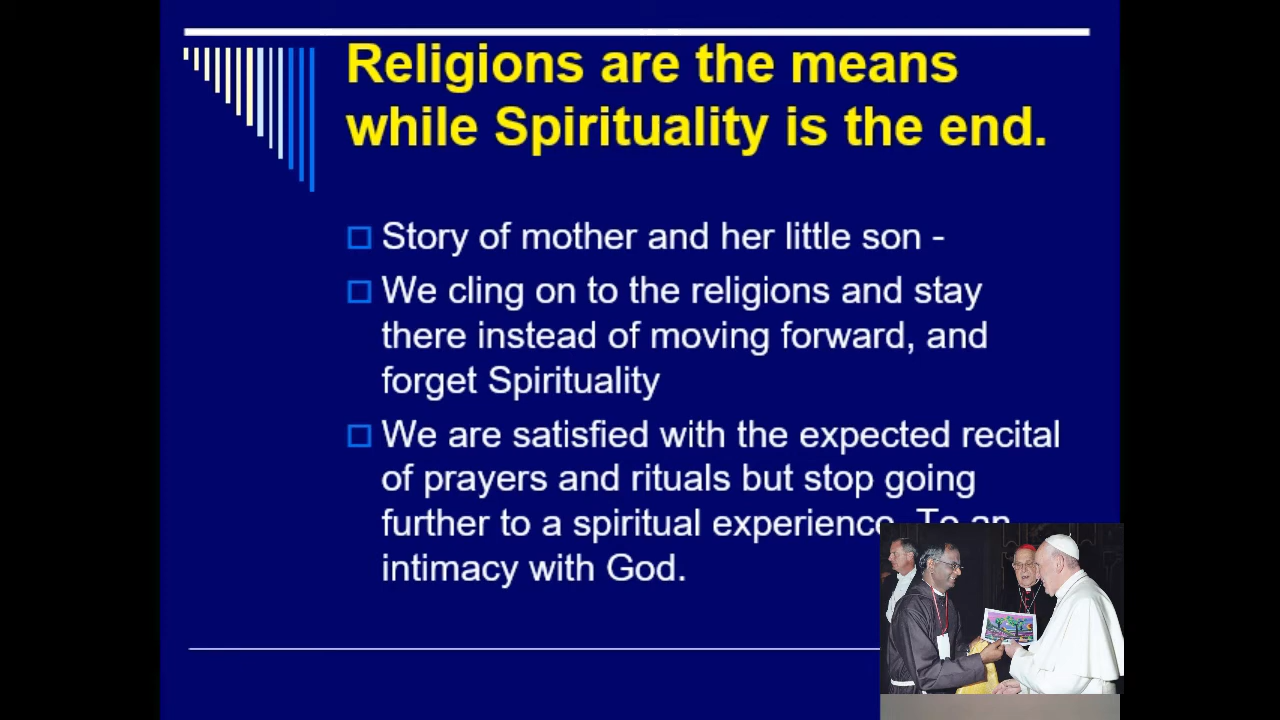 Religions are the means
while Spirituality is the end.
Story of mother and her little son -
We cling on to the religions and stay
there instead of moving forward, and
forget Spirituality
We are satisfied with the expected recital
of prayers and rituals but stop going
further to a spiritual experience. To an
intimacy with God.